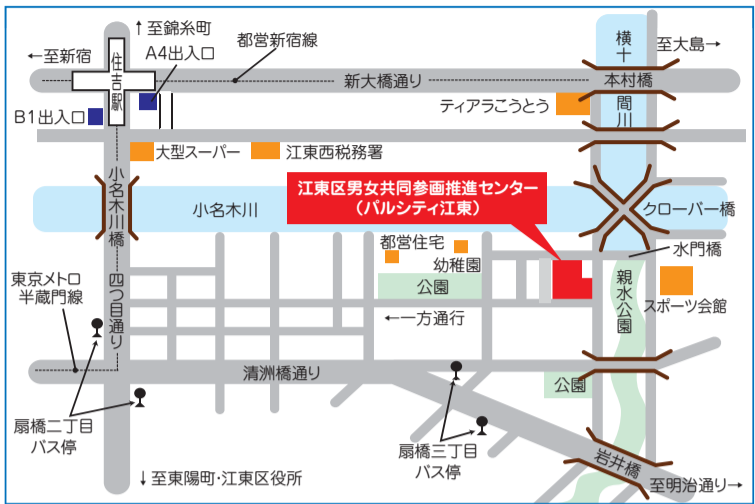 ↑至錦糸町
A4出入口
←至新宿
住吉駅
都営新宿線
新大橋通り
横十
間川
至大島→
本村橋
ティアラこうとう
B1出入口
大型スーパー
江東西税務署
小名木川橋
小名木川
江東区男女共同参画推進センター
（パルシティ江東）
クローバー橋
都営住宅
幼稚園
公園
水門橋
親水公園
スポーツ会館
東京メトロ
半蔵門線
四つ目通り
←一方通行
清洲橋通り
公園
扇橋二丁目
バス停
扇橋三丁目
バス停
岩井橋
↓至東陽町・江東区役所
至明治通り→